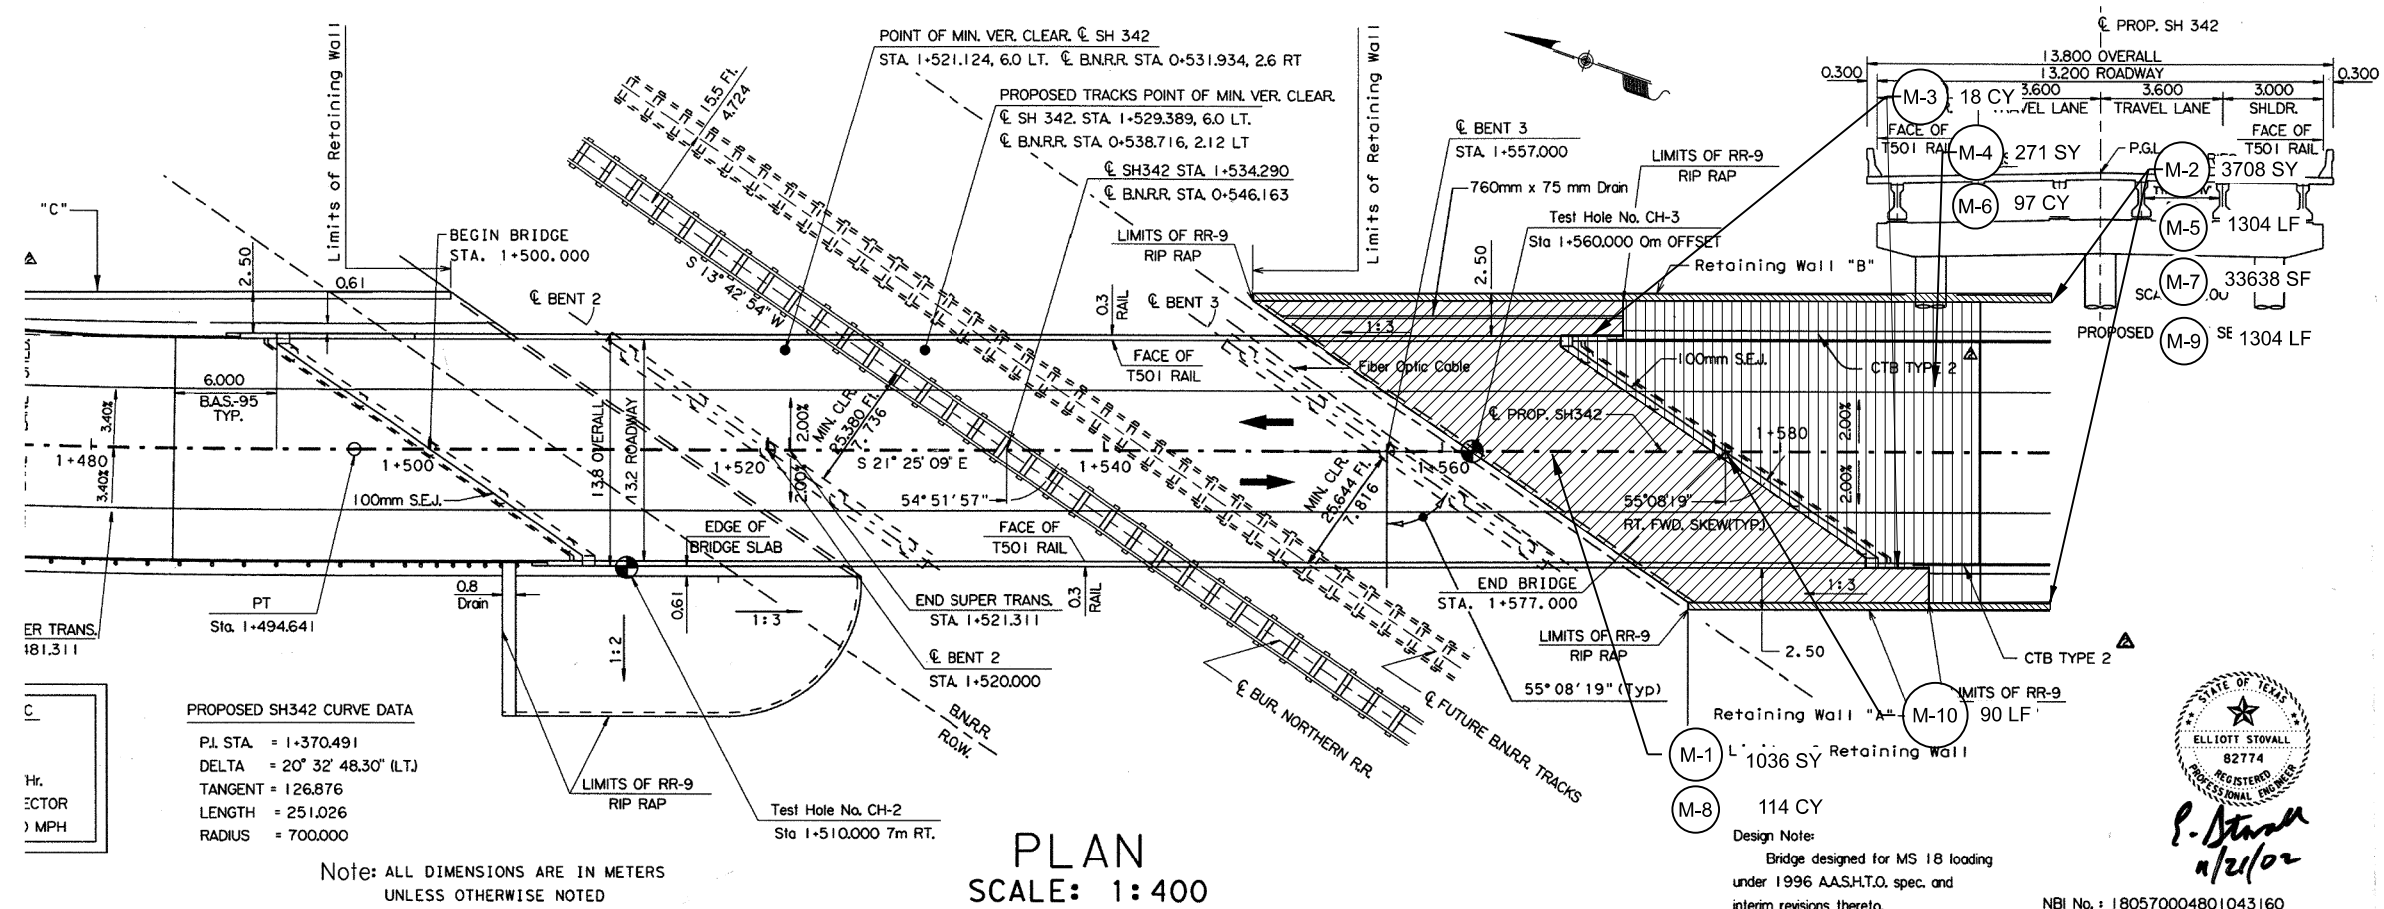 Limits of Retaining Wall
"C"
BEGIN BRIDGE
STA. 1+500.000
2.50
0.61
℄ BENT 2
POINT OF MIN. VER. CLEAR. ℄ SH 342
STA. 1+521.124, 6.0 LT. ℄ B.N.R.R. STA. 0+531.934, 2.6 RT
PROPOSED TRACKS POINT OF MIN. VER. CLEAR.
℄ SH 342. STA. 1+529.389, 6.0 LT.
℄ B.N.R.R. STA. 0+538.716, 2.12 LT
℄ SH342 STA. 1+534.290
℄ B.N.R.R. STA. 0+546.163
15.5 Ft.
4.724
S 13° 42' 54" W
LIMITS OF RR-9
RIP RAP
℄ BENT 3
0.3
RAIL
FACE OF
T501 RAIL
Limits of Retaining Wall
℄ BENT 3
STA. 1+557.000
760mm x 75 mm Drain
LIMITS OF RR-9
RIP RAP
Test Hole No. CH-3
Sta 1+560.000 0m OFFSET
Retaining Wall "B"
2.50
1:3
Fiber Optic Cable
100mm S.E.J.
CTB TYPE 2
℄ PROP. SH 342
13.800 OVERALL
0.300
13.200 ROADWAY
0.300
3.600
3.600
3.000
TRAVEL LANE
SHLDR.
FACE OF
T501 RAIL
FACE OF
T501 RAIL
P.G.L.
M-3 18 CY
M-4 271 SY
M-6 97 CY
M-2 3708 SY
M-5 1304 LF
M-7 33638 SF
M-9 1304 LF
PROPOSED
6.000
B.A.S.-95
TYP.
3.40%
3.40%
1+480
1+500
1+520
1+540
1+560
1+580
13.8 OVERALL
13.2 ROADWAY
2.00%
2.00%
MIN. CLR.
25.380 Ft.
7.736
S 21° 25' 09" E
54° 51' 57"
MIN. CLR.
25.644 Ft.
7.816
℄ PROP. SH342
55°08'19"
RT. FWD. SKEW(TYP.)
2.00%
2.00%
100mm S.E.J.
EDGE OF
BRIDGE SLAB
FACE OF
T501 RAIL
0.3
RAIL
END BRIDGE
STA. 1+577.000
1:3
PT
Sta. 1+494.641
0.8
Drain
0.61
1:3
1:2
END SUPER TRANS.
STA. 1+521.311
℄ BENT 2
STA. 1+520.000
LIMITS OF RR-9
RIP RAP
2.50
CTB TYPE 2
55°08'19" (Typ)
ER TRANS.
481.311
Retaining Wall "A"
M-10 90 LF
IMITS OF RR-9
Retaining Wall
M-1 1036 SY
M-8 114 CY
B.N.R.R.
R.O.W.
℄ BUR. NORTHERN R.R.
℄ FUTURE B.N.R.R. TRACKS
PROPOSED SH342 CURVE DATA
P.I. STA. = 1+370.491
DELTA = 20° 32' 48.30" (LT.)
TANGENT = 126.876
LENGTH = 251.026
RADIUS = 700.000
C
Hr.
ECTOR
MPH
LIMITS OF RR-9
RIP RAP
Test Hole No. CH-2
Sta 1+510.000 7m RT.
Note: ALL DIMENSIONS ARE IN METERS
UNLESS OTHERWISE NOTED
PLAN
SCALE: 1:400
Design Note:
Bridge designed for MS 18 loading
under 1996 A.A.S.H.T.O. spec. and
interim revisions thereto.
STATE OF TEXAS
ELLIOTT STOVALL
82774
REGISTERED
PROFESSIONAL ENGINEER
E. Stovall
11/21/02
NBI No. : 180570004801043160